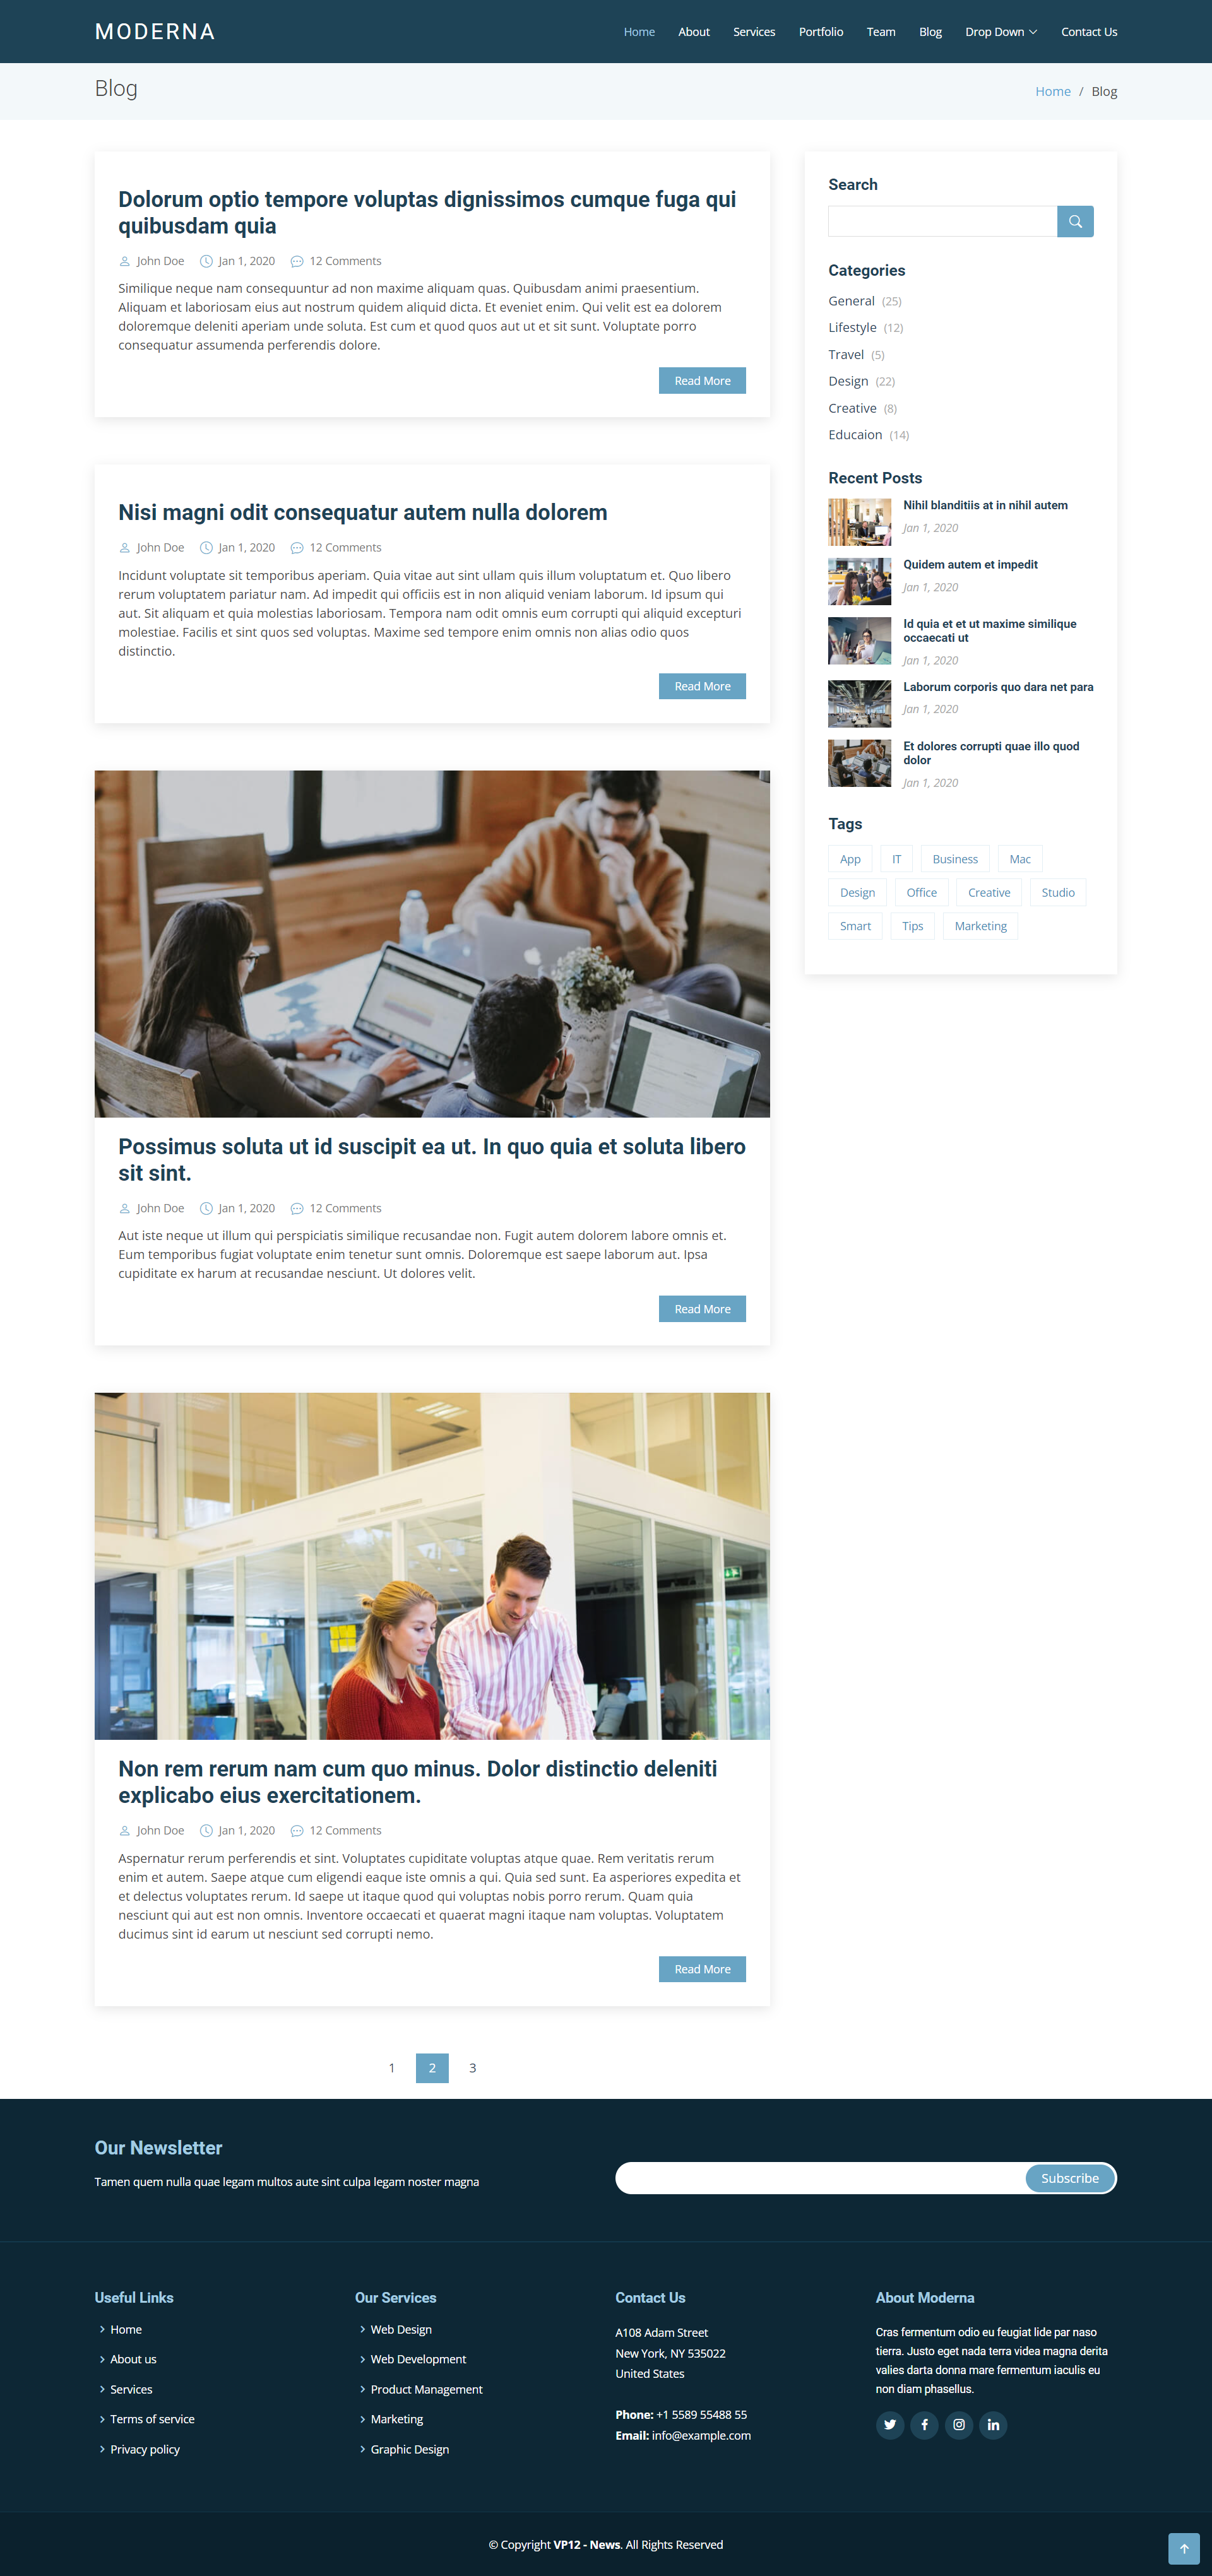 MODERNA
Home About Services Portfolio Team Blog Drop Down Contact Us
Blog
Home / Blog
Dolorum optio tempore voluptas dignissimos cumque fuga qui
quibusdam quia
John Doe Jan 1, 2020 12 Comments
Similique neque nam consequuntur ad non maxime aliquam quas. Quibusdam animi praesentium.
Aliquam et laboriosam eius aut nostrum quidem aliquid dicta. Et eveniet enim. Qui velit est ea dolorem
doloremque deleniti aperiam unde soluta. Est cum et quod quos aut ut et sit sunt. Voluptate porro
consequatur assumenda perferendis dolore.
Read More
Nisi magni odit consequatur autem nulla dolorem
John Doe Jan 1, 2020 12 Comments
Incidunt voluptate sit temporibus aperiam. Quia vitae aut sint ullam quis illum voluptatum et. Quo libero
rerum voluptatem pariatur nam. Ad impedit qui officiis est in non aliquid veniam laborum. Id ipsum qui
aut. Sit aliquam et quia molestias laboriosam. Tempora nam odit omnis eum corrupti qui aliquid excepturi
molestiae. Facilis et sint quos sed voluptas. Maxime sed tempore enim omnis non alias odio quos
distinctio.
Read More
Possimus soluta ut id suscipit ea ut. In quo quia et soluta libero
sit sint.
John Doe Jan 1, 2020 12 Comments
Aut iste neque ut illum qui perspiciatis similique recusandae non. Fugit autem dolorem labore omnis et.
Eum temporibus fugiat voluptate enim tenetur sunt omnis. Doloremque est saepe laborum aut. Ipsa
cupiditate ex harum at recusandae nesciunt. Ut dolores velit.
Read More
Non rem rerum nam cum quo minus. Dolor distinctio deleniti
explicabo eius exercitationem.
John Doe Jan 1, 2020 12 Comments
Aspernatur rerum perferendis et sint. Voluptates cupiditate voluptas atque quae. Rem veritatis rerum
enim et autem. Saepe atque cum eligendi eaque iste omnis a qui. Quia sed sunt. Ea asperiores expedita et
et delectus voluptates rerum. Id saepe ut itaque quod qui voluptas nobis porro rerum. Quam quia
nesciunt qui aut est non omnis. Inventore occaecati et quaerat magni itaque nam voluptas. Voluptatem
ducimus sint id earum ut nesciunt sed corrupti nemo.
Read More
1 2 3
Search
Categories
General (25)
Lifestyle (12)
Travel (5)
Design (22)
Creative (8)
Educaion (14)
Recent Posts
Nihil blanditiis at in nihil autem
Jan 1, 2020
Quidem autem et impedit
Jan 1, 2020
Id quia et et ut maxime similique
occaecati ut
Jan 1, 2020
Laborum corporis quo dara net para
Jan 1, 2020
Et dolores corrupti quae illo quod
dolor
Jan 1, 2020
Tags
App IT Business Mac
Design Office Creative Studio
Smart Tips Marketing
Our Newsletter
Tamen quem nulla quae legam multos aute sint culpa legam noster magna
Subscribe
Useful Links
Home
About us
Services
Terms of service
Privacy policy
Our Services
Web Design
Web Development
Product Management
Marketing
Graphic Design
Contact Us
A108 Adam Street
New York, NY 535022
United States
Phone: +1 5589 55488 55
Email: info@example.com
About Moderna
Cras fermentum odio eu feugiat lide par naso
tierra. Justo eget nada terra videa magna derita
valies darta donna mare fermentum iaculis eu
non diam phasellus.
© Copyright VP12 - News. All Rights Reserved